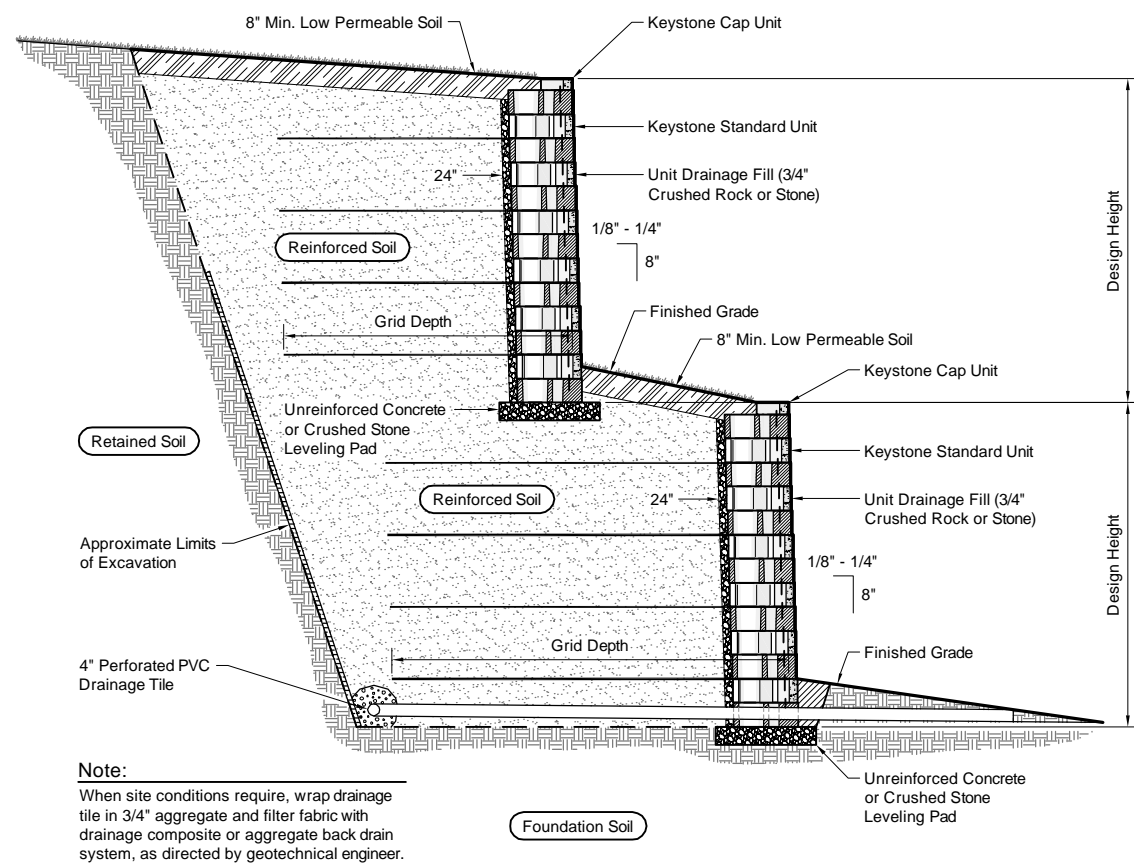 8" Min. Low Permeable Soil
Keystone Cap Unit
Keystone Standard Unit
24"
Unit Drainage Fill (3/4"
Crushed Rock or Stone)
1/8" - 1/4"
8"
Reinforced Soil
Design Height
Grid Depth
Finished Grade
8" Min. Low Permeable Soil
Keystone Cap Unit
Unreinforced Concrete
or Crushed Stone
Leveling Pad
Retained Soil
Keystone Standard Unit
Reinforced Soil
24"
Unit Drainage Fill (3/4"
Crushed Rock or Stone)
Approximate Limits
of Excavation
1/8" - 1/4"
8"
Design Height
Grid Depth
Finished Grade
4" Perforated PVC
Drainage Tile
Unreinforced Concrete
or Crushed Stone
Leveling Pad
Note:
When site conditions require, wrap drainage
tile in 3/4" aggregate and filter fabric with
drainage composite or aggregate back drain
system, as directed by geotechnical engineer.
Foundation Soil